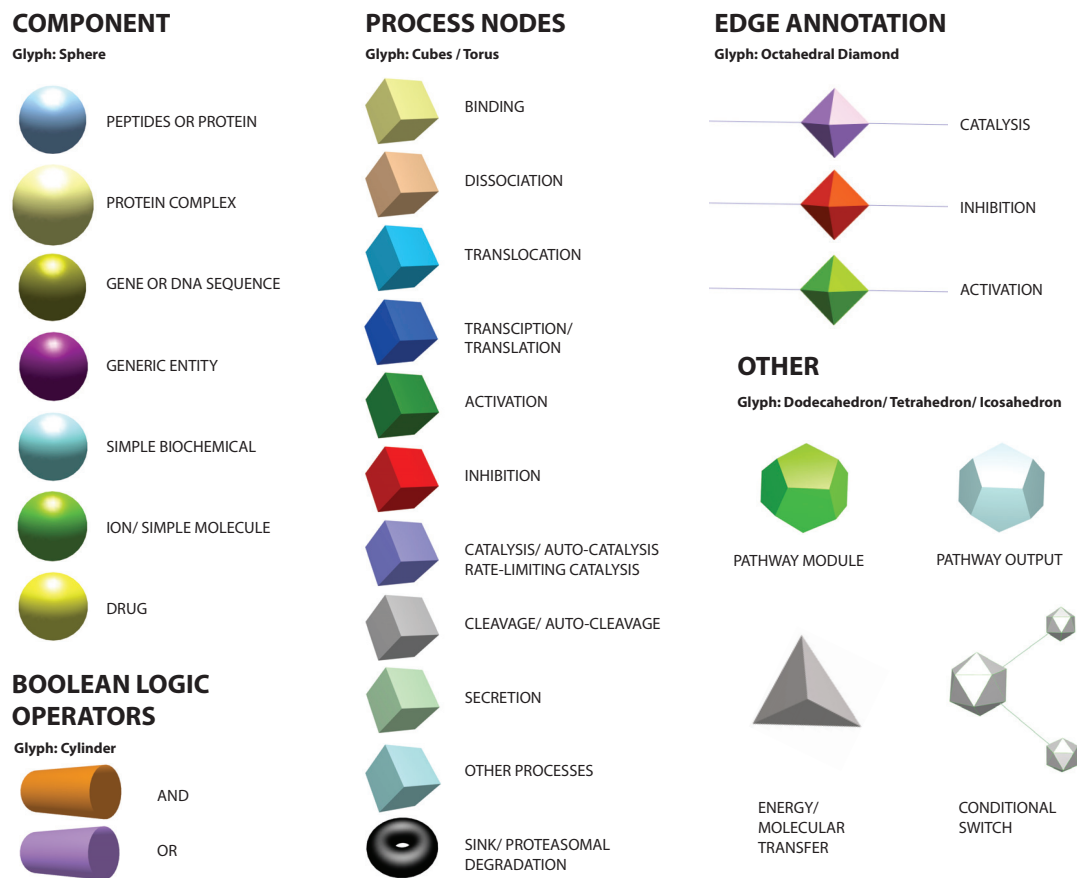 COMPONENT
Glyph: Sphere
PEPTIDES OR PROTEIN
PROTEIN COMPLEX
GENE OR DNA SEQUENCE
GENERIC ENTITY
SIMPLE BIOCHEMICAL
ION/ SIMPLE MOLECULE
DRUG
BOOLEAN LOGIC
OPERATORS
Glyph: Cylinder
AND
OR
PROCESS NODES
Glyph: Cubes / Torus
BINDING
DISSOCIATION
TRANSLOCATION
TRANSCIPTION/
TRANSLATION
ACTIVATION
INHIBITION
CATALYSIS/ AUTO-CATALYSIS
RATE-LIMITING CATALYSIS
CLEAVAGE/ AUTO-CLEAVAGE
SECRETION
OTHER PROCESSES
SINK/ PROTEASOMAL
DEGRADATION
EDGE ANNOTATION
Glyph: Octahedral Diamond
CATALYSIS
INHIBITION
ACTIVATION
OTHER
Glyph: Dodecahedron/ Tetrahedron/ Icosahedron
PATHWAY MODULE
PATHWAY OUTPUT
ENERGY/
MOLECULAR
TRANSFER
CONDITIONAL
SWITCH